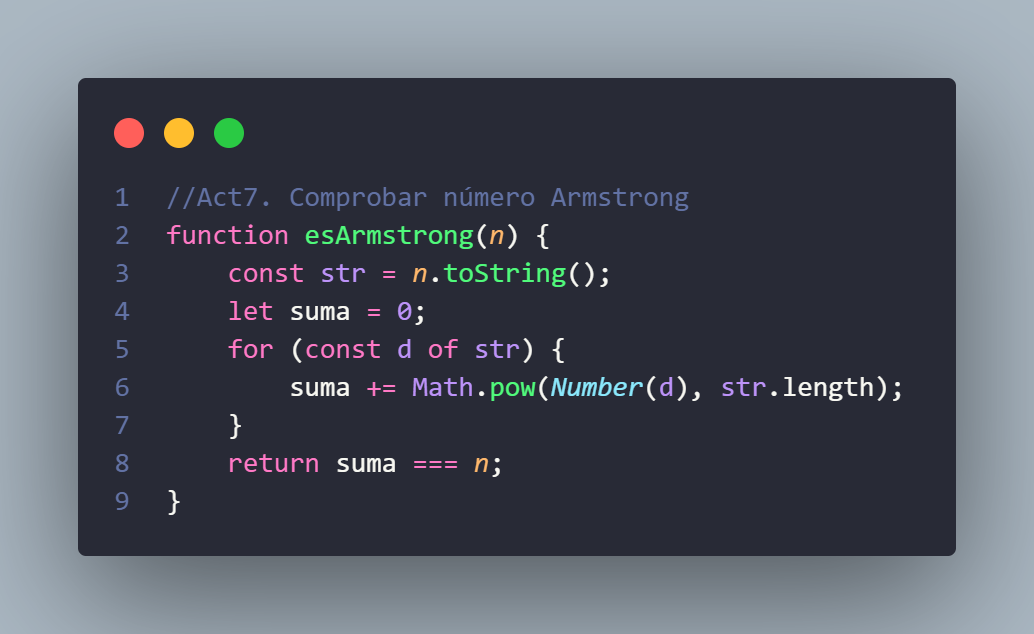 1 //Act7. Comprobar número Armstrong
2 function esArmstrong(n) {
3     const str = n.toString();
4     let suma = 0;
5     for (const d of str) {
6         suma += Math.pow(Number(d), str.length);
7     }
8     return suma === n;
9 }